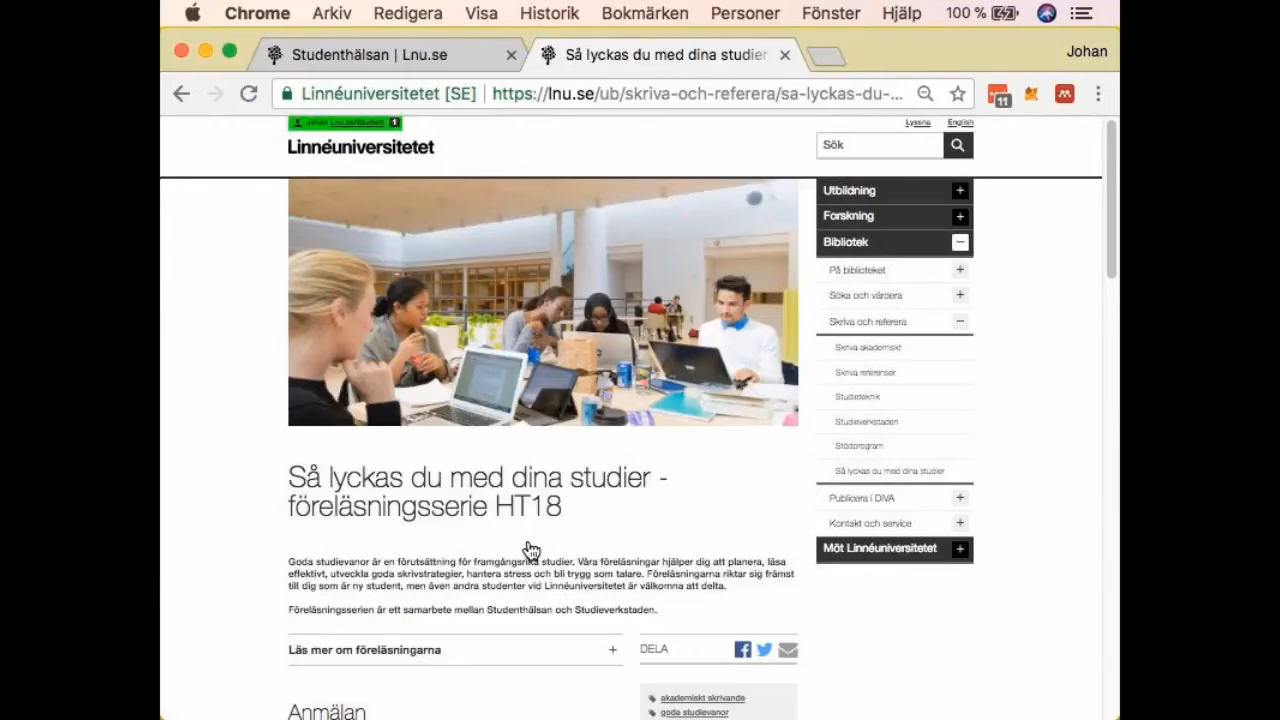 Chrome Arkiv Redigera Visa Historik Bokmärken Personer Fönster Hjälp 100 %
Studenthälsan | Lnu.se
Så lyckas du med dina studier
Johan
Linnéuniversitetet [SE] https://lnu.se/ub/skriva-och-referera/sa-lyckas-du-...
11
Johan Lnu.se/Student 1
Lyssna English
Linnéuniversitetet
Sök
Utbildning
Forskning
Bibliotek
På biblioteket
Söka och värdera
Skriva och referera
Skriva akademiskt
Skriva referenser
Studieteknik
Studieverkstaden
Stödprogram
Så lyckas du med dina studier
Publicera i DiVA
Kontakt och service
Möt Linnéuniversitetet
Så lyckas du med dina studier -
föreläsningsserie HT18
Goda studievanor är en förutsättning för framgångsrika studier. Våra föreläsningar hjälper dig att planera, läsa
effektivt, utveckla goda skrivstrategier, hantera stress och bli trygg som talare. Föreläsningarna riktar sig främst
till dig som är ny student, men även andra studenter vid Linnéuniversitetet är välkomna att delta.
Föreläsningsserien är ett samarbete mellan Studenthälsan och Studieverkstaden.
Läs mer om föreläsningarna +
DELA
akademiskt skrivande
goda studievanor
Anmälan